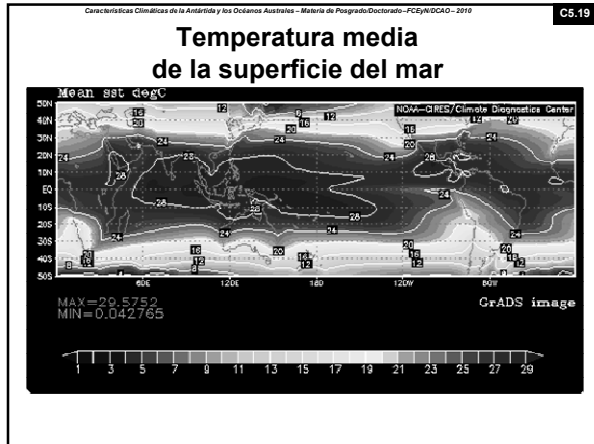 Características Climáticas de la Antártida y los Océanos Australes – Materia de Posgrado/Doctorado – FCEyN/DCAO – 2010
C5.19
Temperatura media
de la superficie del mar
Mean sst degC
NOAA-CIRES/Climate Diagnostics Center
50N
40N
30N
20N
10N
EQ
10S
20S
30S
40S
50S
60E 120E 180 120W 60W
MAX=29.5752
MIN=0.042765
GrADS image
1 3 5 7 9 11 13 15 17 19 21 23 25 27 29